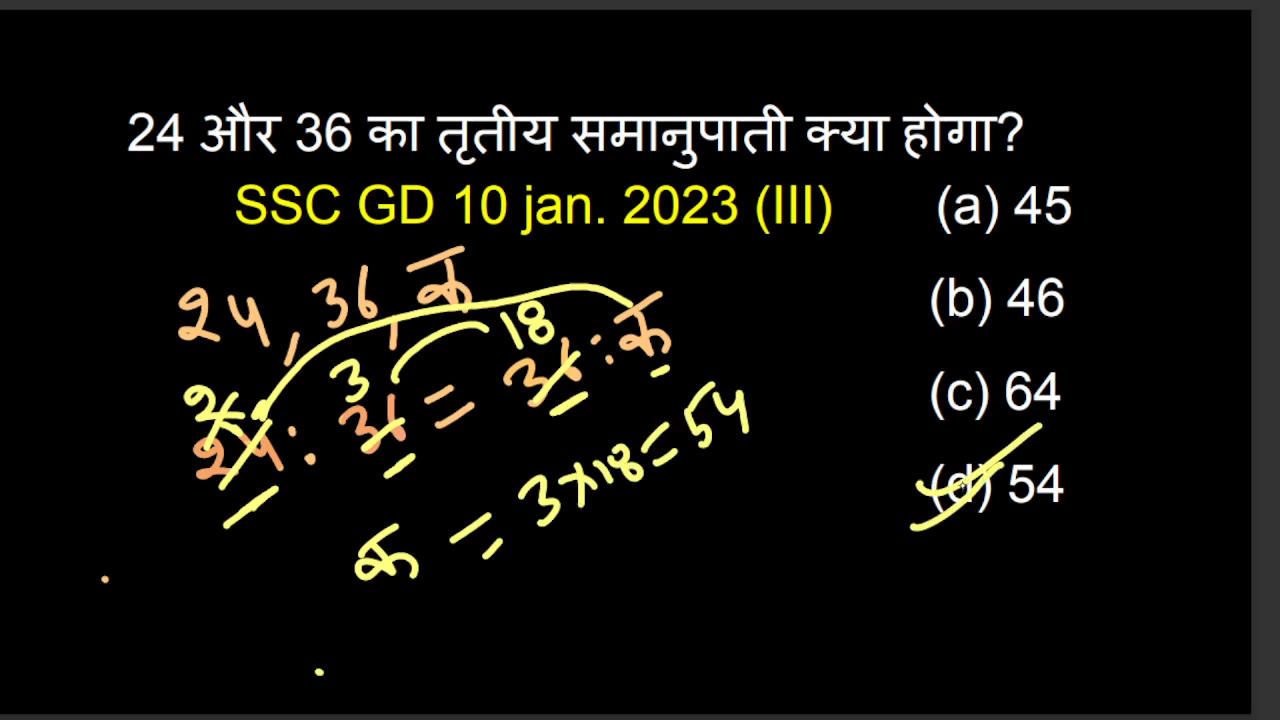 24 और 36 का तृतीय समानुपाती क्या होगा?
SSC GD 10 jan. 2023 (III)
(a) 45
(b) 46
(c) 64
(d) 54
24, 36, क
2 3 18
24 : 36 = 36 : क
क = 3 × 18 = 54